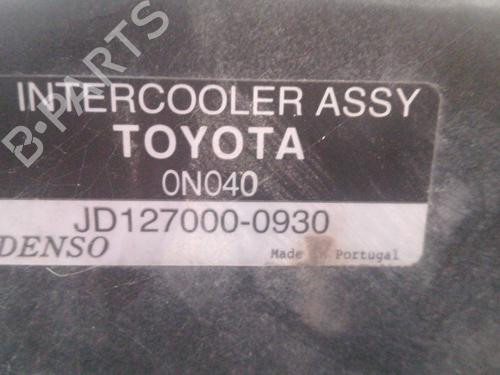 B-PARTS
INTERCOOLER ASSY
TOYOTA
0N040
JD127000-0930
DENSO
Made in Portugal